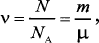 ν = N / N_A = m / μ ,